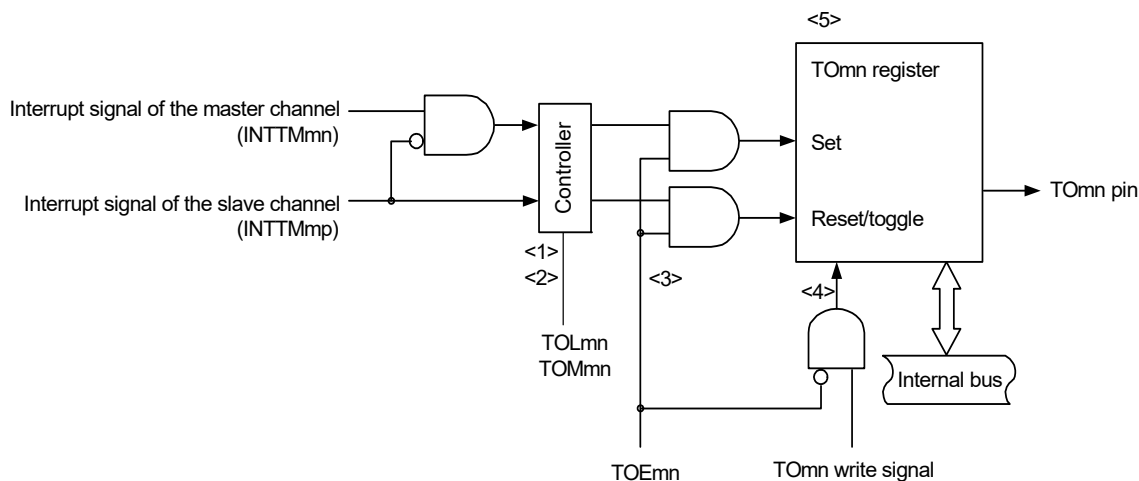 <5>
TOmn register
Interrupt signal of the master channel
(INTTMmn)
Set
Controller
TOmn pin
Interrupt signal of the slave channel
(INTTMmp)
Reset/toggle
<1>
<2>
<3>
<4>
TOLmn
TOMmn
Internal bus
TOEmn
TOmn write signal